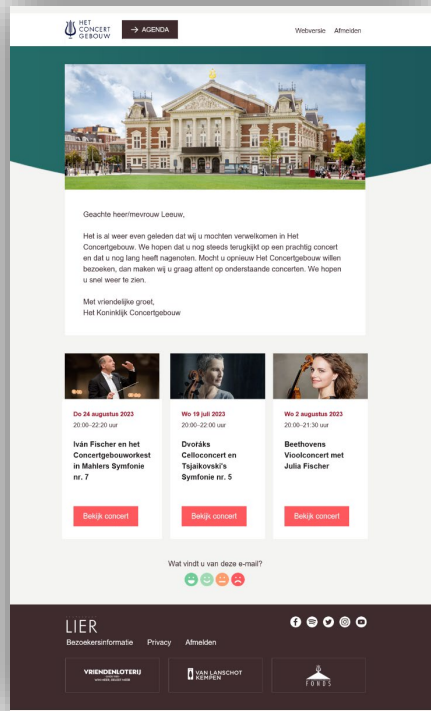 HET
CONCERT
GEBOUW
→ AGENDA
Webversie Afmelden
Geachte heer/mevrouw Leeuw,
Het is al weer even geleden dat wij u mochten verwelkomen in Het
Concertgebouw. We hopen dat u nog steeds terugkijkt op een prachtig concert
en dat u nog lang heeft nagenoten. Mocht u opnieuw Het Concertgebouw willen
bezoeken, dan maken wij u graag attent op onderstaande concerten. We hopen
u snel weer te zien.
Met vriendelijke groet,
Het Koninklijk Concertgebouw
Do 24 augustus 2023
20:00–22:20 uur
Iván Fischer en het
Concertgebouworkest
in Mahlers Symfonie
nr. 7
Bekijk concert
Wo 19 juli 2023
20:00–22:00 uur
Dvořáks
Celloconcert en
Tsjaikovski's
Symfonie nr. 5
Bekijk concert
Wo 2 augustus 2023
20:00–21:30 uur
Beethovens
Vioolconcert met
Julia Fischer
Bekijk concert
Wat vindt u van deze e-mail?
LIER
Bezoekersinformatie Privacy Afmelden
VRIENDENLOTERIJ
VAN LANSCHOT
KEMPEN
FONDS